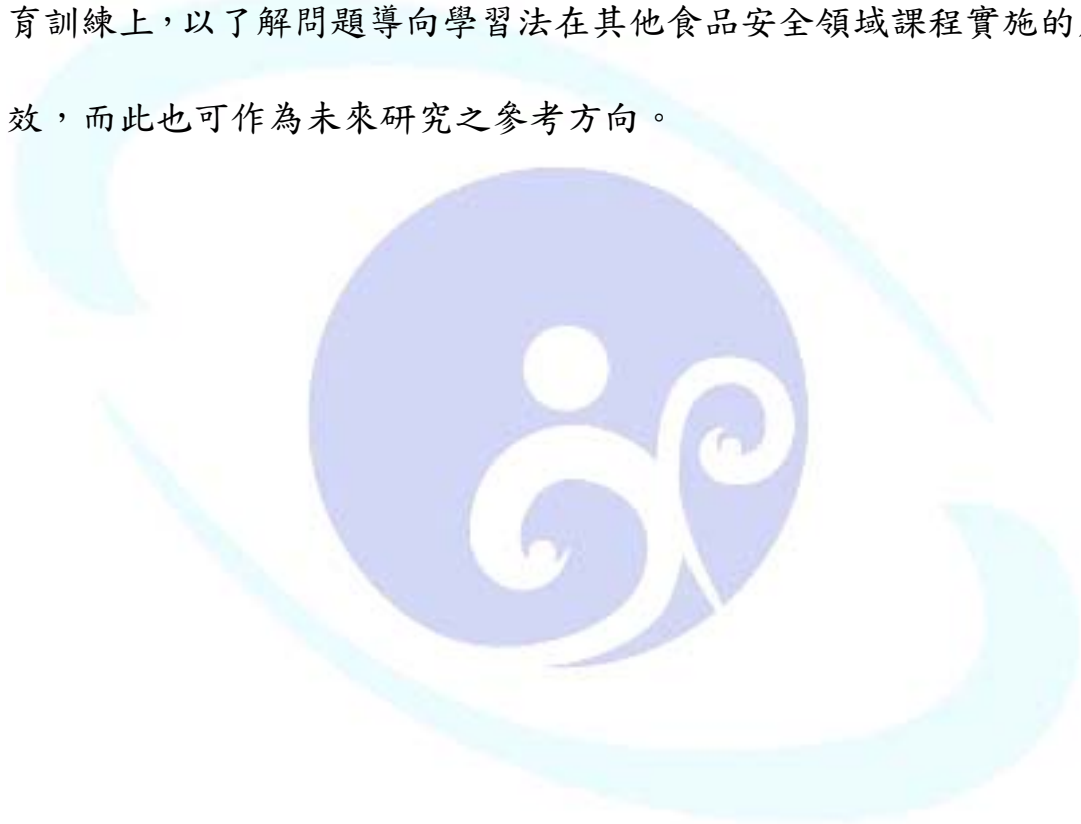 育訓練上，以了解問題導向學習法在其他食品安全領域課程實施的
效，而此也可作為未來研究之參考方向。